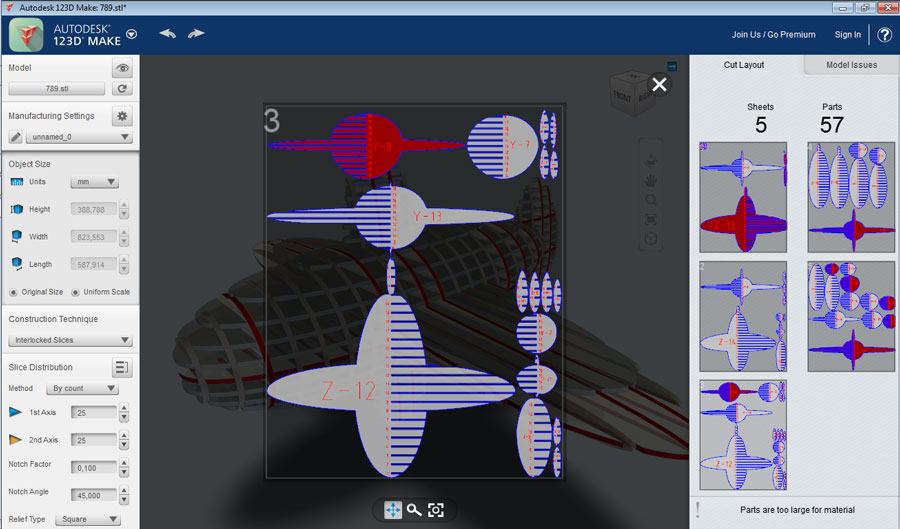 Autodesk 123D Make: 789.stl*
AUTODESK®
123D® MAKE
Join Us / Go Premium
Sign In
?
Model
789.stl
Manufacturing Settings
unnamed_0
Object Size
Units
mm
Height
388,788
Width
823,553
Length
587,914
Original Size
Uniform Scale
Construction Technique
Interlocked Slices
Slice Distribution
Method
By count
1st Axis
25
2nd Axis
25
Notch Factor
0,100
Notch Angle
45,000
Relief Type
Square
FRONT
3
Y-8
Y-7
Y-13
Z-12
Cut Layout
Model Issues
Sheets
Parts
5
57
Z-14
Z-12
! Parts are too large for material